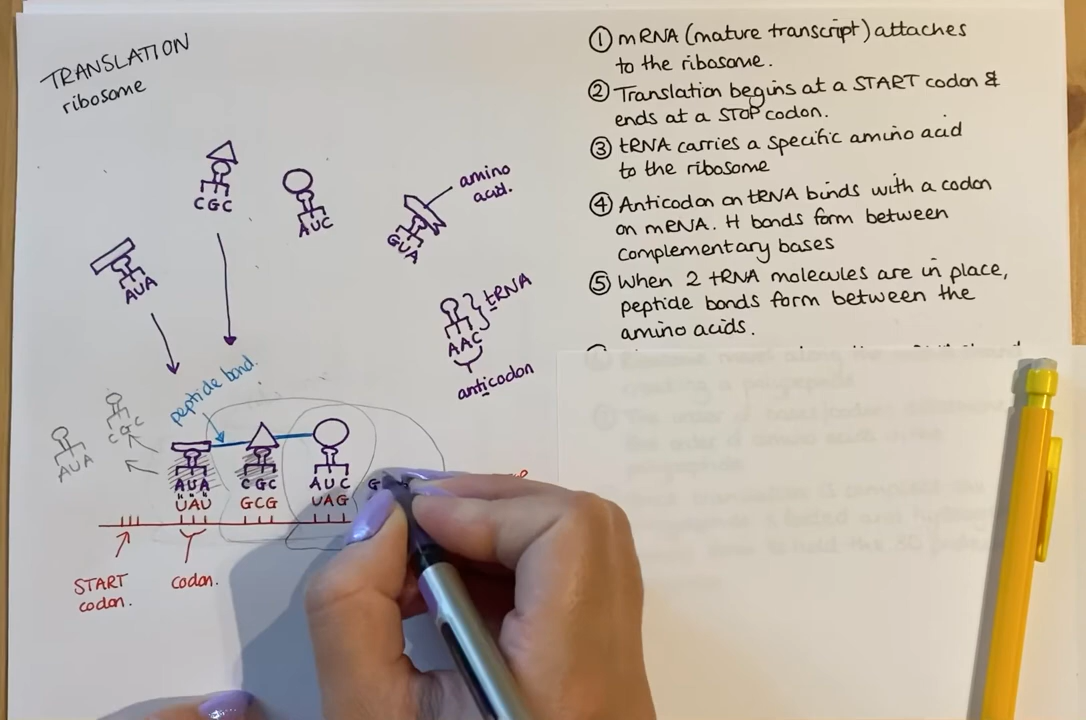 TRANSLATION
ribosome
CGC
AUC
amino
acid.
GUA
AUA
tRNA
AAC
anticodon
peptide bond.
CGC
AUA
AUA
CGC
AUC
G
UAU
GCG
UAG
START
codon.
codon.
① mRNA (mature transcript) attaches
to the ribosome.
② Translation begins at a START codon &
ends at a STOP codon.
③ tRNA carries a specific amino acid
to the ribosome
④ Anticodon on tRNA binds with a codon
on mRNA. H bonds form between
complementary bases
⑤ When 2 tRNA molecules are in place,
peptide bonds form between the
amino acids.